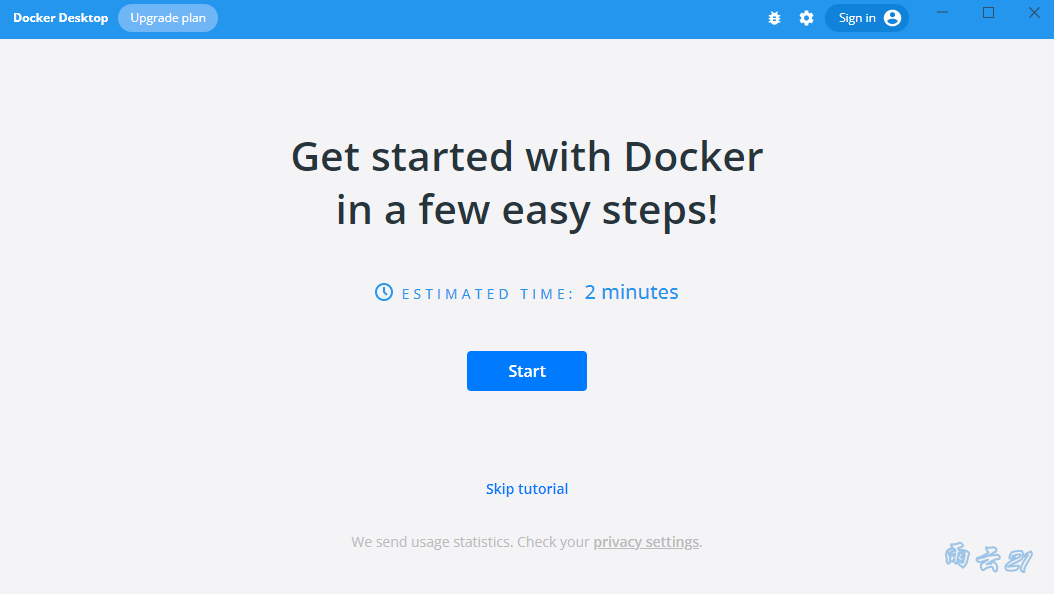 Docker Desktop Upgrade plan Sign in
Get started with Docker
in a few easy steps!
ESTIMATED TIME: 2 minutes
Start
Skip tutorial
We send usage statistics. Check your privacy settings.
雨云21